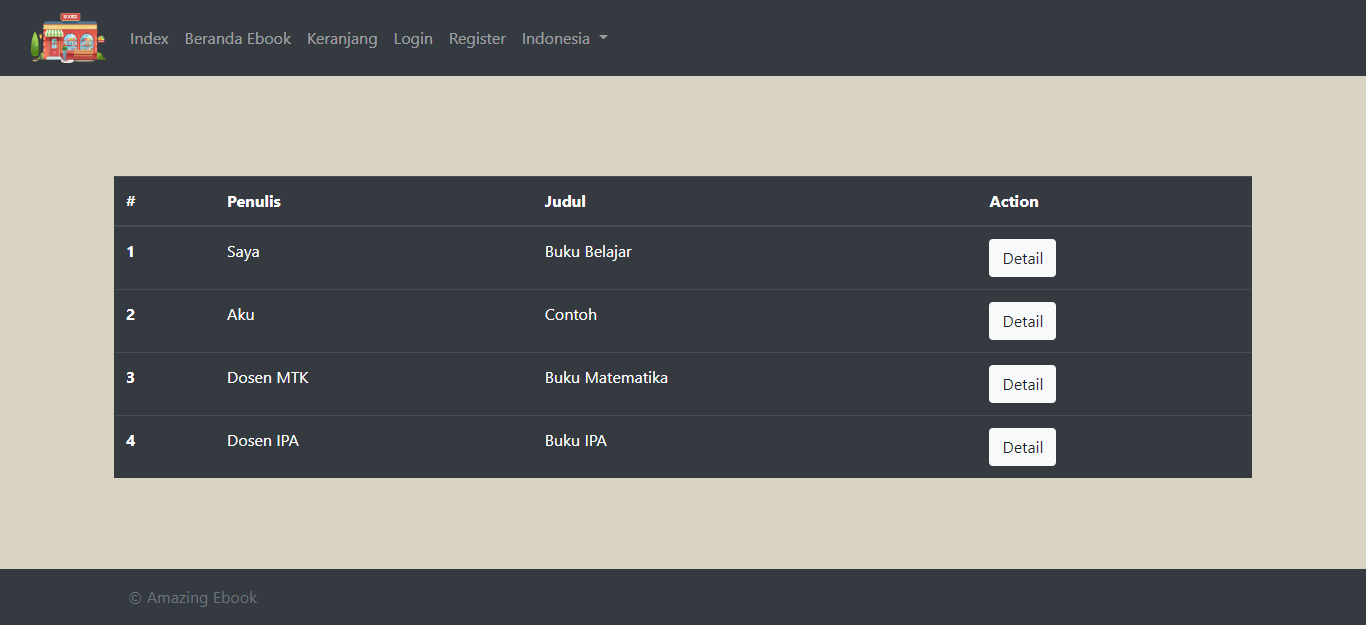 BOOKS
Index Beranda Ebook Keranjang Login Register Indonesia
# Penulis Judul Action
1 Saya Buku Belajar Detail
2 Aku Contoh Detail
3 Dosen MTK Buku Matematika Detail
4 Dosen IPA Buku IPA Detail
© Amazing Ebook